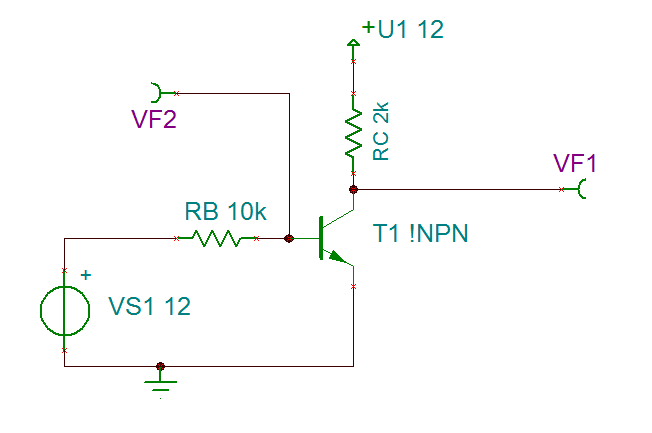 +U1 12
VF2
RC 2k
VF1
RB 10k
T1 !NPN
+
VS1 12